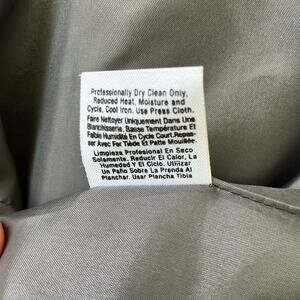 Professionally Dry Clean Only,
Reduced Heat, Moisture and
Cycle, Cool Iron. Use Press Cloth.
Faire Nettoyer Uniquement Dans Une
Blanchisserie. Basse Température Et
Faible Humidité En Cycle Court.Repas-
ser Avec Fer Tiède Et Patte Mouillée.
Limpieza Profesional En Seco
Solamente. Reducir El Calor, La
Humedad Y El Ciclo. Utilizar
Un Paño Sobre La Prenda Al
Planchar. Usar Plancha Tibia